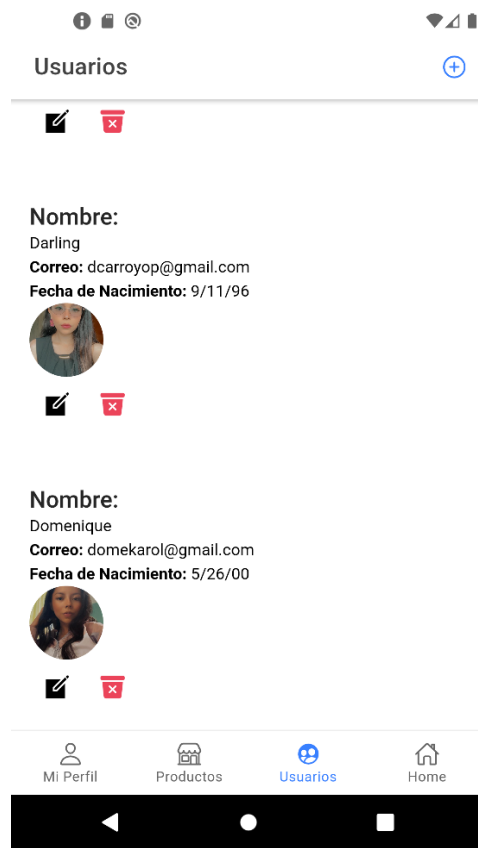 Usuarios
Nombre:
Darling
Correo: dcarroyop@gmail.com
Fecha de Nacimiento: 9/11/96
Nombre:
Domenique
Correo: domekarol@gmail.com
Fecha de Nacimiento: 5/26/00
Mi Perfil Productos Usuarios Home